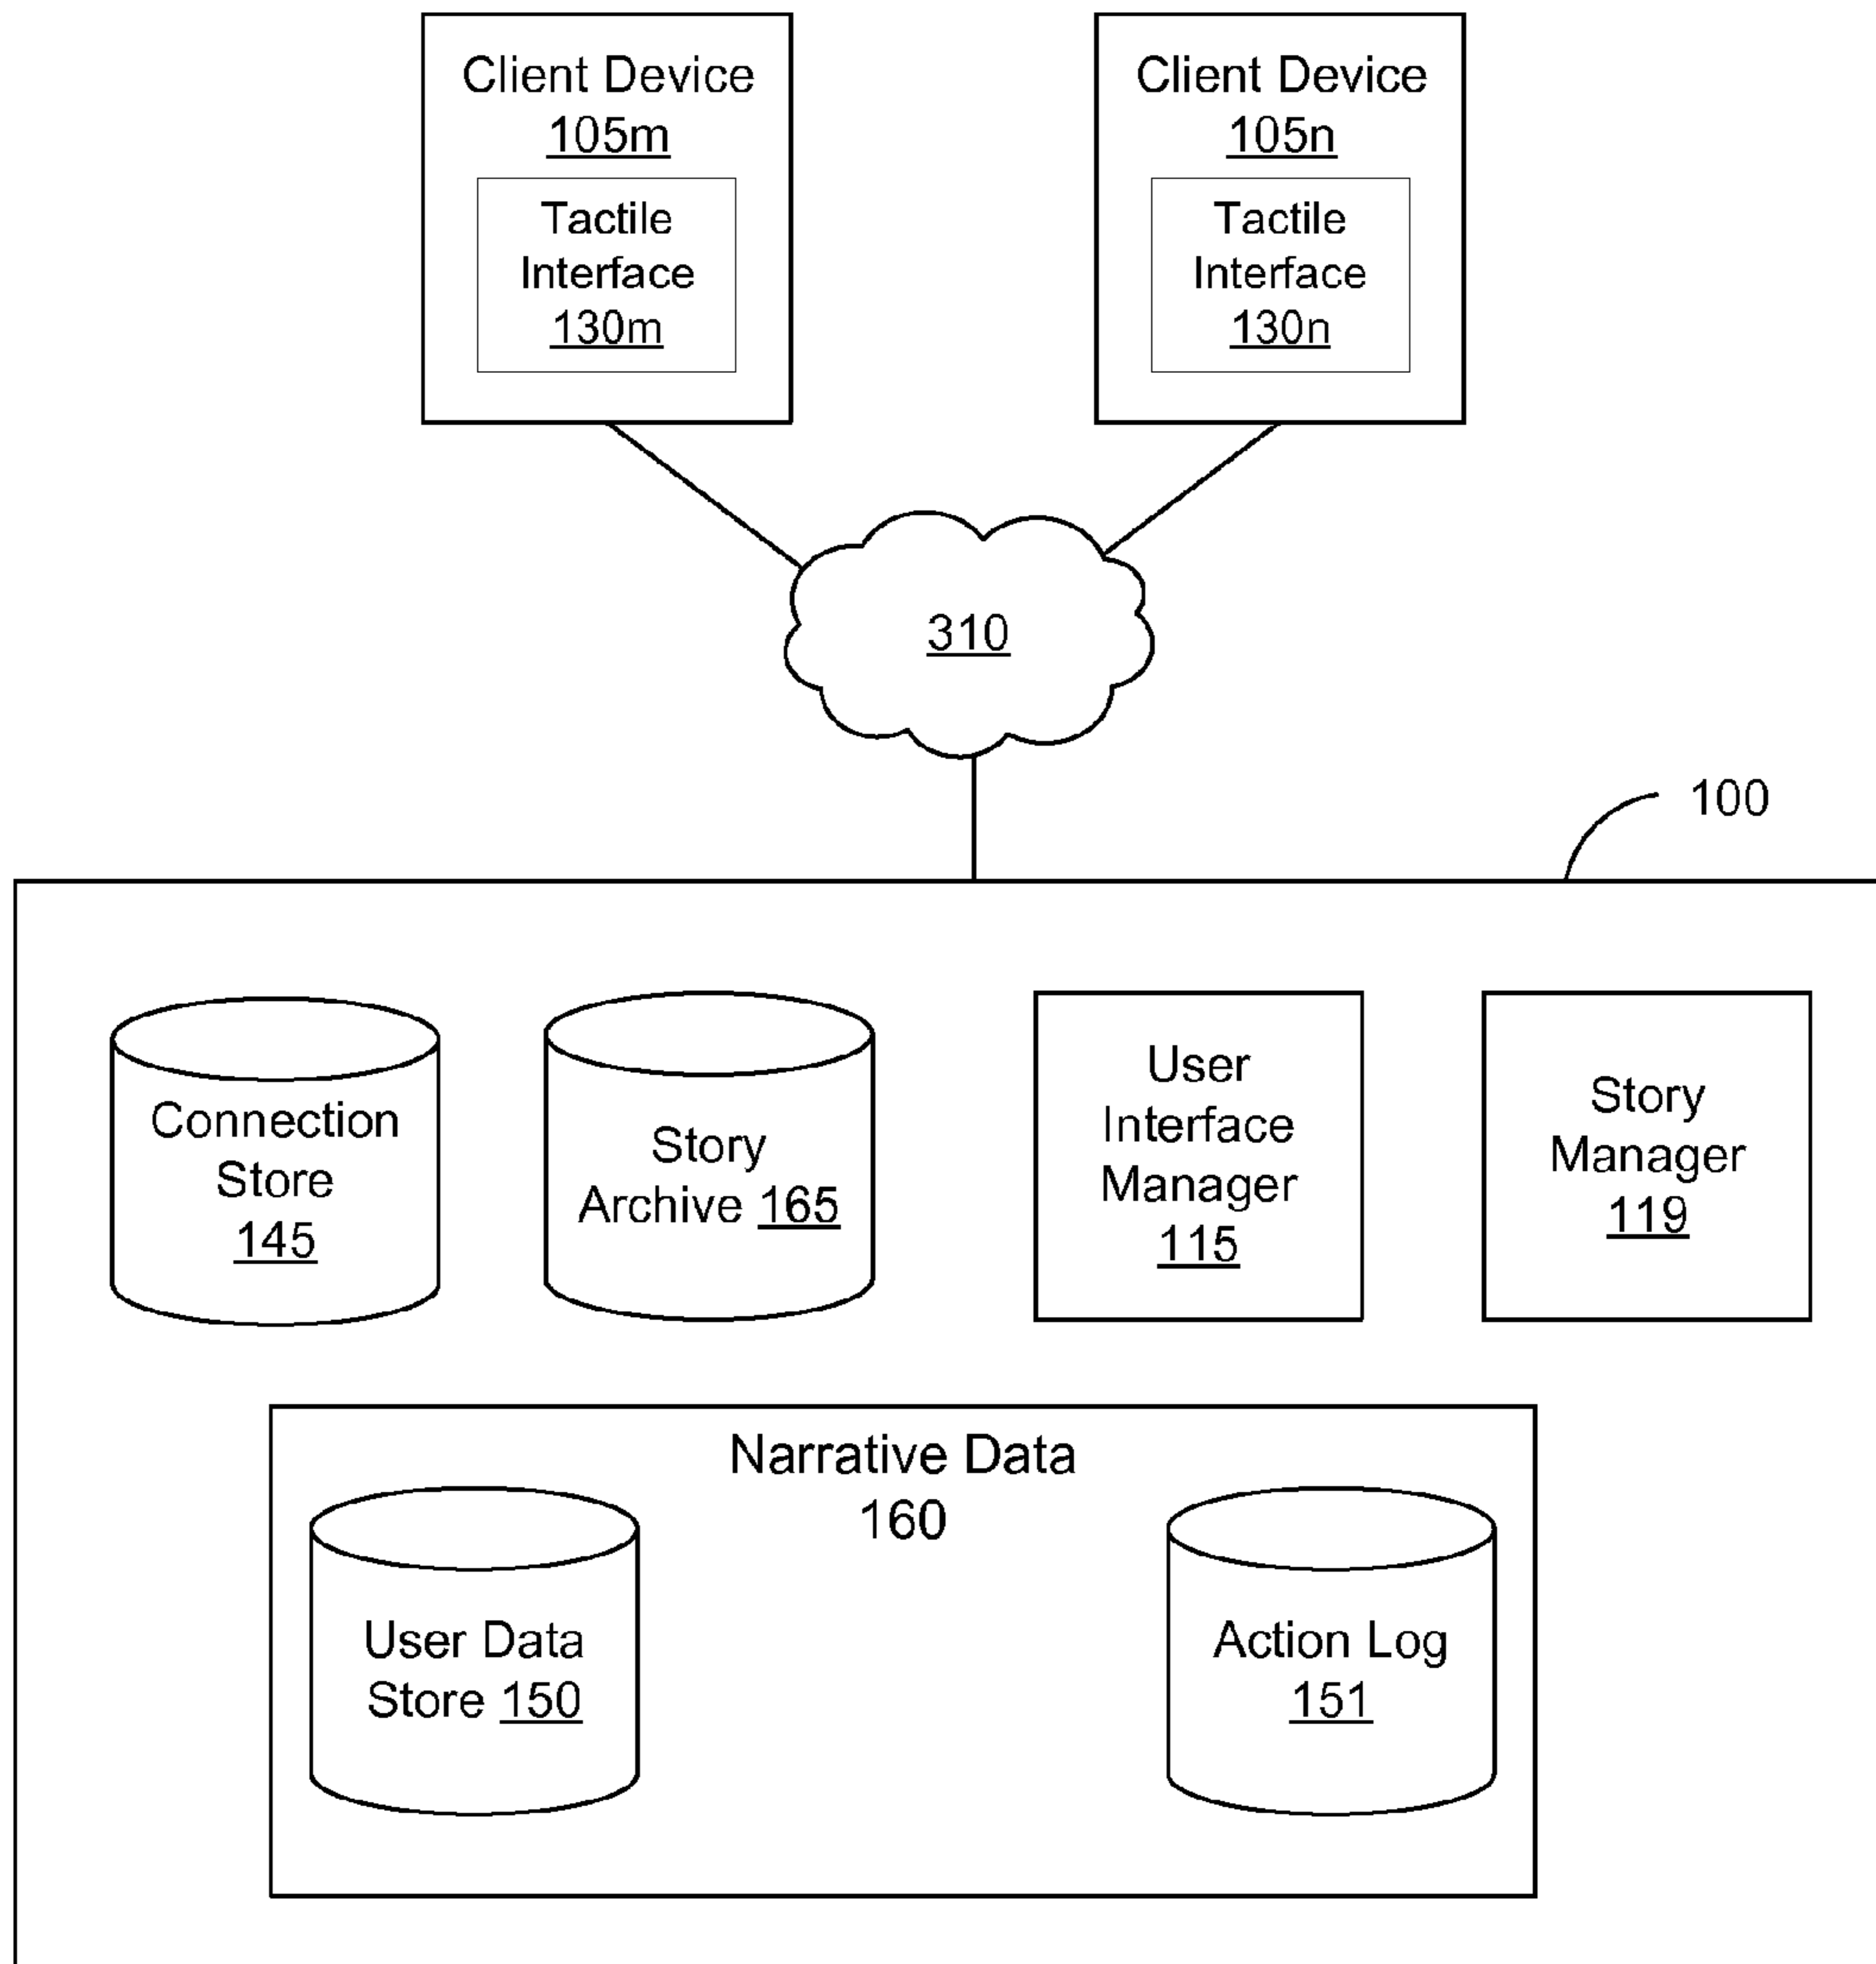 Client Device
105m
Tactile
Interface
130m
Client Device
105n
Tactile
Interface
130n
310
100
Connection
Store
145
Story
Archive 165
User
Interface
Manager
115
Story
Manager
119
Narrative Data
160
User Data
Store 150
Action Log
151